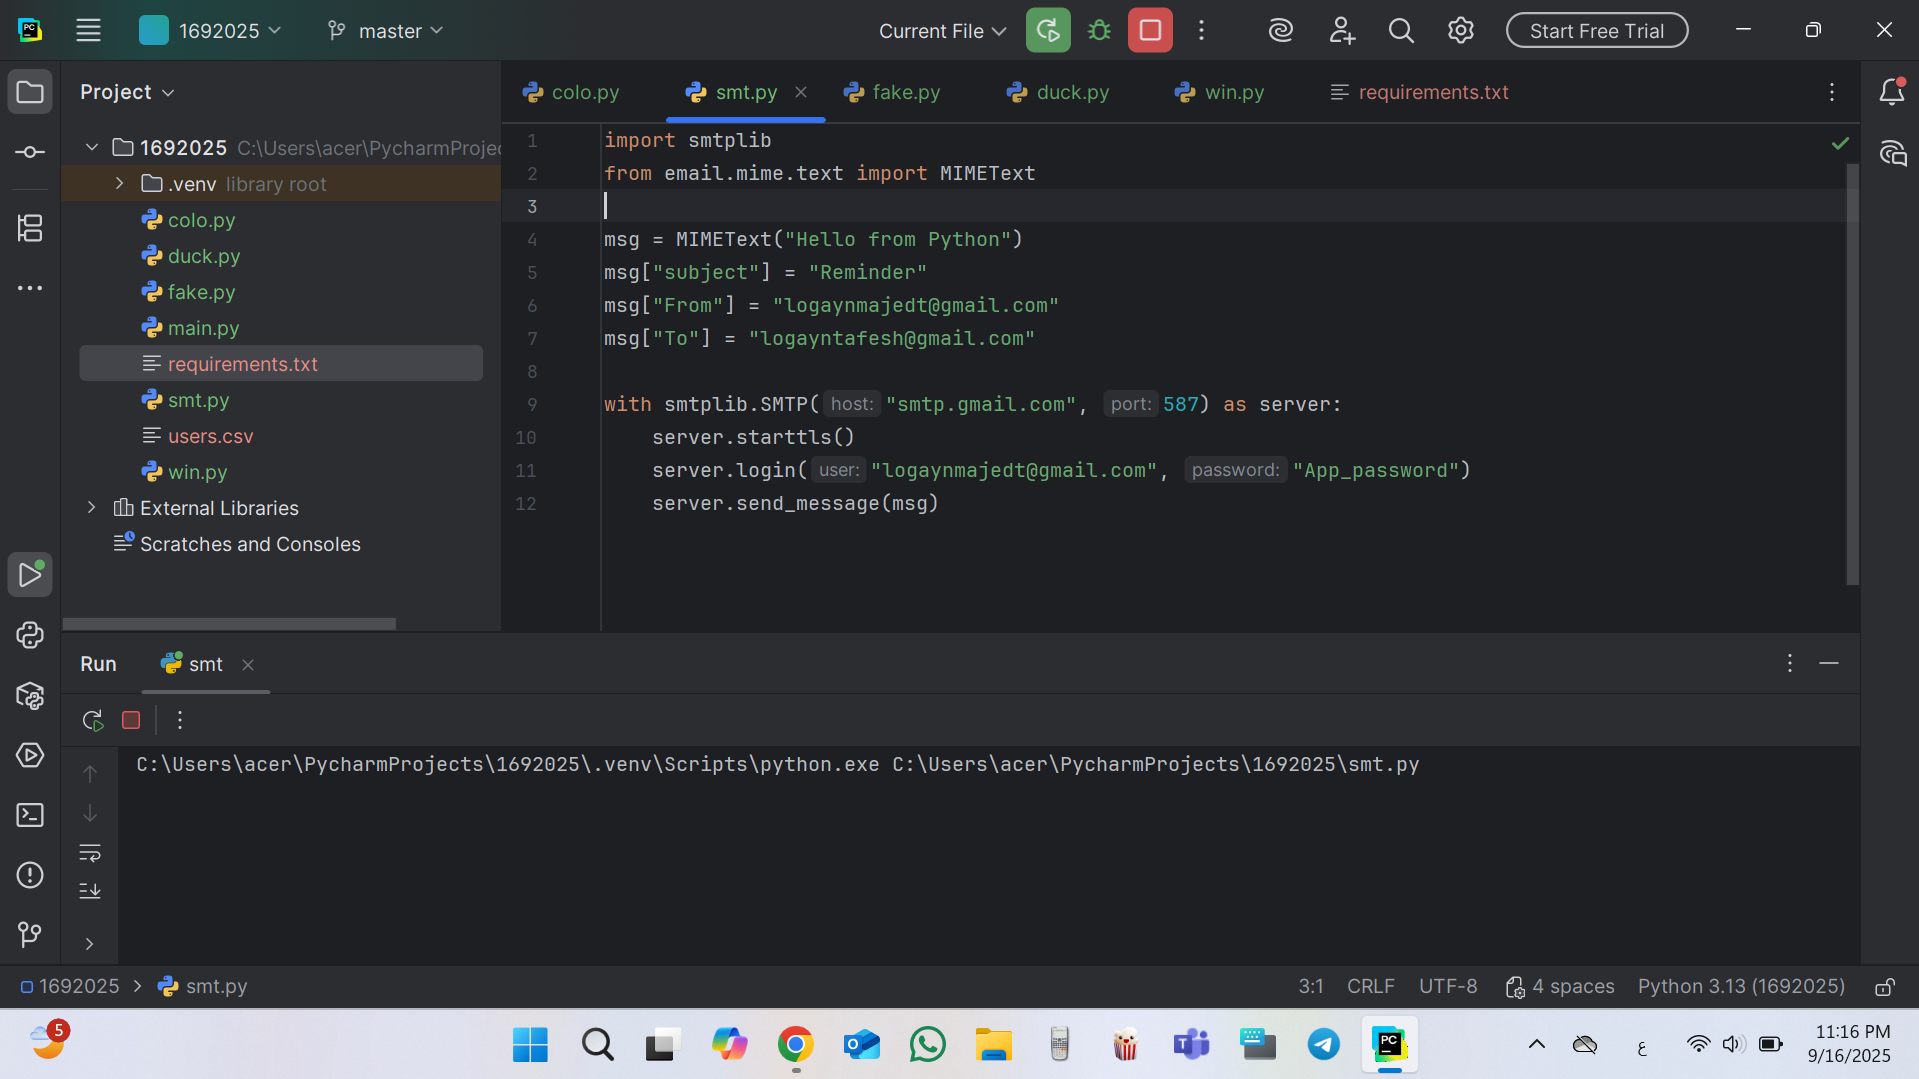 PC
1692025
master
Current File
Start Free Trial
Project
colo.py
smt.py
fake.py
duck.py
win.py
requirements.txt
1692025 C:\Users\acer\PycharmProjec
.venv library root
colo.py
duck.py
fake.py
main.py
requirements.txt
smt.py
users.csv
win.py
External Libraries
Scratches and Consoles
1 import smtplib
2 from email.mime.text import MIMEText
3
4 msg = MIMEText("Hello from Python")
5 msg["subject"] = "Reminder"
6 msg["From"] = "logaynmajedt@gmail.com"
7 msg["To"] = "logayntafesh@gmail.com"
8
9 with smtplib.SMTP( host: "smtp.gmail.com", port: 587) as server:
10 server.starttls()
11 server.login( user: "logaynmajedt@gmail.com", password: "App_password")
12 server.send_message(msg)
Run smt
C:\Users\acer\PycharmProjects\1692025\.venv\Scripts\python.exe C:\Users\acer\PycharmProjects\1692025\smt.py
1692025 > smt.py
3:1 CRLF UTF-8 4 spaces Python 3.13 (1692025)
5
PC
ع
11:16 PM
9/16/2025